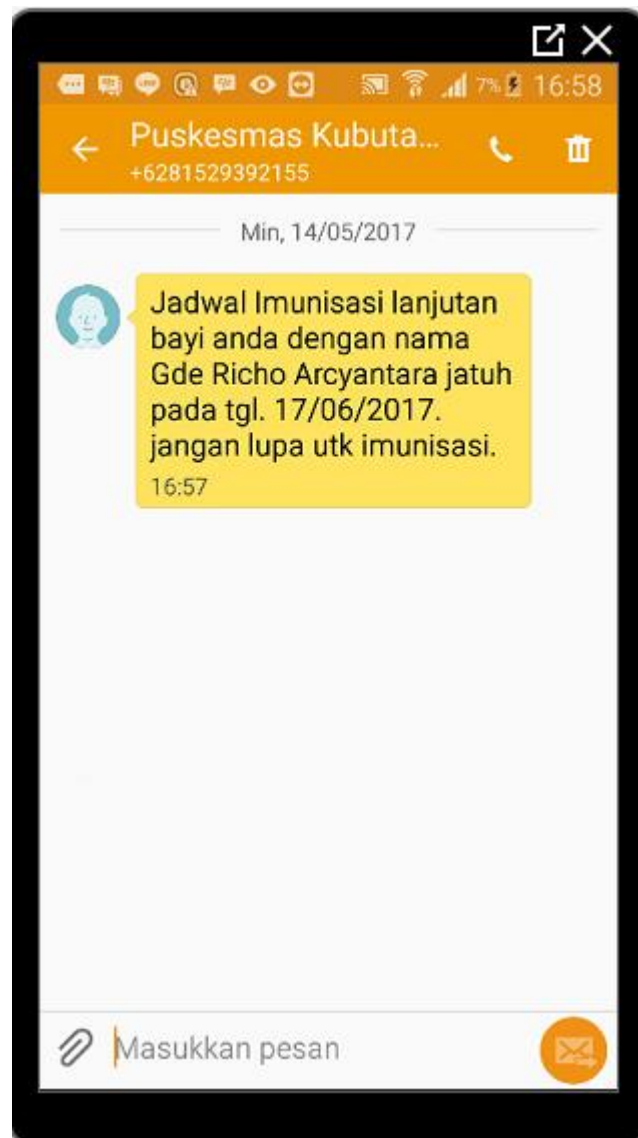 7% 16:58
Puskesmas Kubuta...
+6281529392155
Min, 14/05/2017
Jadwal Imunisasi lanjutan
bayi anda dengan nama
Gde Richo Arcyantara jatuh
pada tgl. 17/06/2017.
jangan lupa utk imunisasi.
16:57
Masukkan pesan